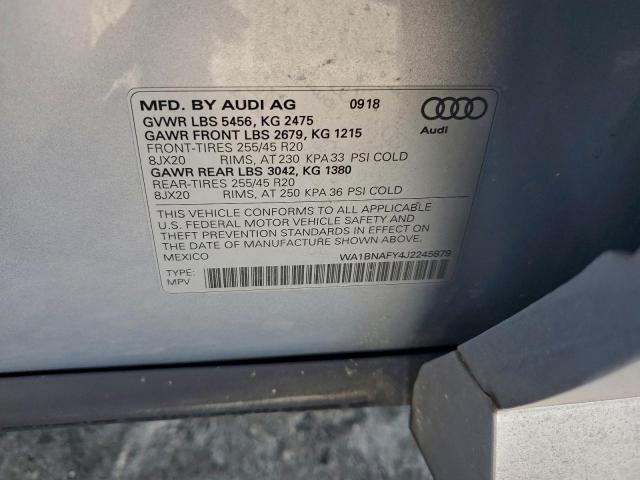 MFD. BY AUDI AG 0918
GVWR LBS 5456, KG 2475
GAWR FRONT LBS 2679, KG 1215
FRONT-TIRES 255/45 R20
8JX20 RIMS, AT 230 KPA 33 PSI COLD
GAWR REAR LBS 3042, KG 1380
REAR-TIRES 255/45 R20
8JX20 RIMS, AT 250 KPA 36 PSI COLD
Audi
THIS VEHICLE CONFORMS TO ALL APPLICABLE
U.S. FEDERAL MOTOR VEHICLE SAFETY AND
THEFT PREVENTION STANDARDS IN EFFECT ON
THE DATE OF MANUFACTURE SHOWN ABOVE.
MEXICO WA1BNAFY4J2245879
TYPE:
MPV